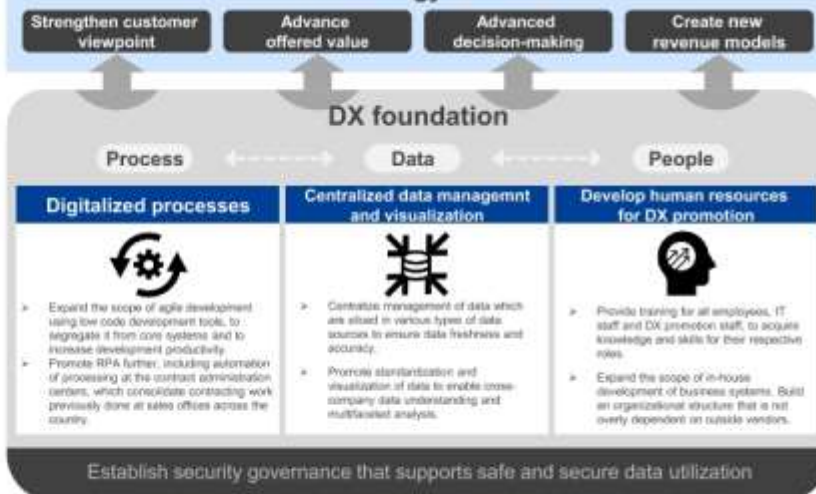 gy
Strengthen customer
viewpoint
Advance
offered value
Advanced
decision-making
Create new
revenue models
DX foundation
Process
Data
People
Digitalized processes
Centralized data managemnt
and visualization
Develop human resources
for DX promotion
➢ Expand the scope of agile development
using low code development tools, to
segregate it from core systems and to
increase development productivity.
➢ Promote RPA further, including automation
of processing at the contract administration
centers, which consolidate contracting work
previously done at sales offices across the
country.
➢ Centralize management of data which
are siloed in various types of data
sources to ensure data freshness and
accuracy.
➢ Promote standardization and
visualization of data to enable cross-
company data understanding and
multifaceted analysis.
➢ Provide training for all employees, IT
staff and DX promotion staff, to acquire
knowledge and skills for their respective
roles.
➢ Expand the scope of in-house
development of business systems. Build
an organizational structure that is not
overly dependent on outside vendors.
Establish security governance that supports safe and secure data utilization